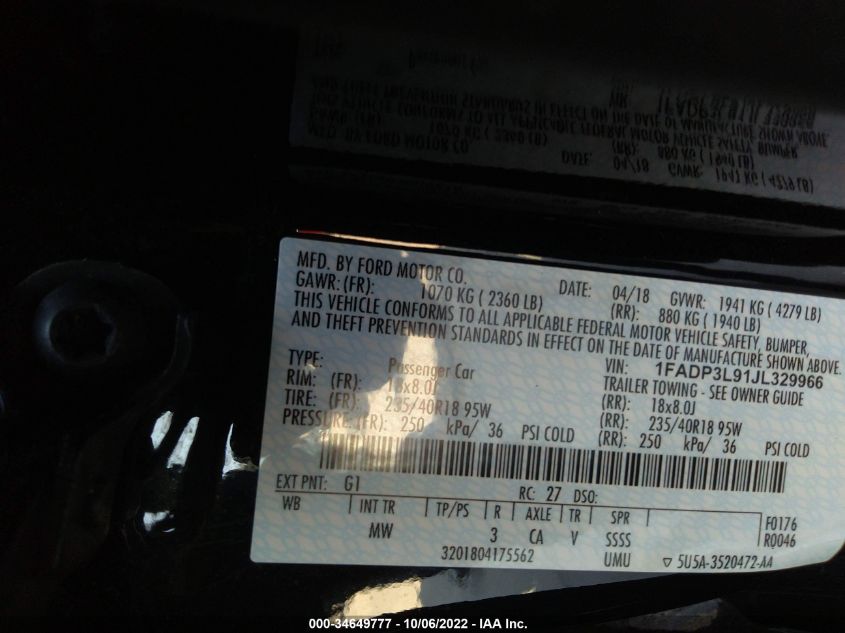 MFD. BY FORD MOTOR CO. DATE: 04/18 GVWR: 1941 KG ( 4279 LB)
GAWR: (FR): 1070 KG ( 2360 LB) (RR): 880 KG ( 1940 LB)
THIS VEHICLE CONFORMS TO ALL APPLICABLE FEDERAL MOTOR VEHICLE SAFETY, BUMPER,
AND THEFT PREVENTION STANDARDS IN EFFECT ON THE DATE OF MANUFACTURE SHOWN ABOVE.
VIN: 1FADP3L91JL329966
TYPE: Passenger Car TRAILER TOWING - SEE OWNER GUIDE
RIM: (FR): 18x8.0J (RR): 18x8.0J
TIRE: (FR): 235/40R18 95W (RR): 235/40R18 95W
PRESSURE: (FR): 250 kPa/ 36 PSI COLD (RR): 250 kPa/ 36 PSI COLD
EXT PNT: G1 RC: 27 DSO:
WB INT TR TP/PS R AXLE TR SPR F0176
MW 3 CA V SSSS R0046
3201804175562 UMU ▽ 5U5A-3520472-AA
000-34649777 - 10/06/2022 - IAA Inc.